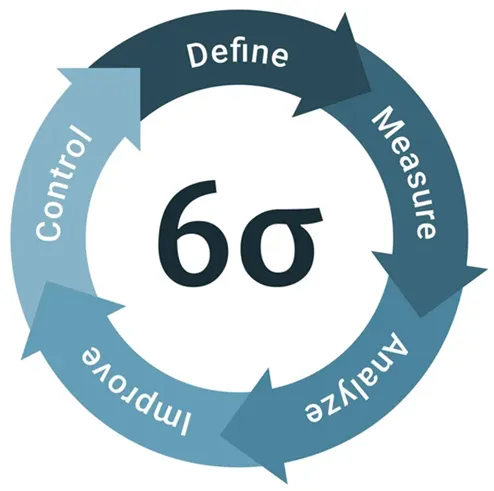 Define
Measure
Analyze
Improve
Control
6σ